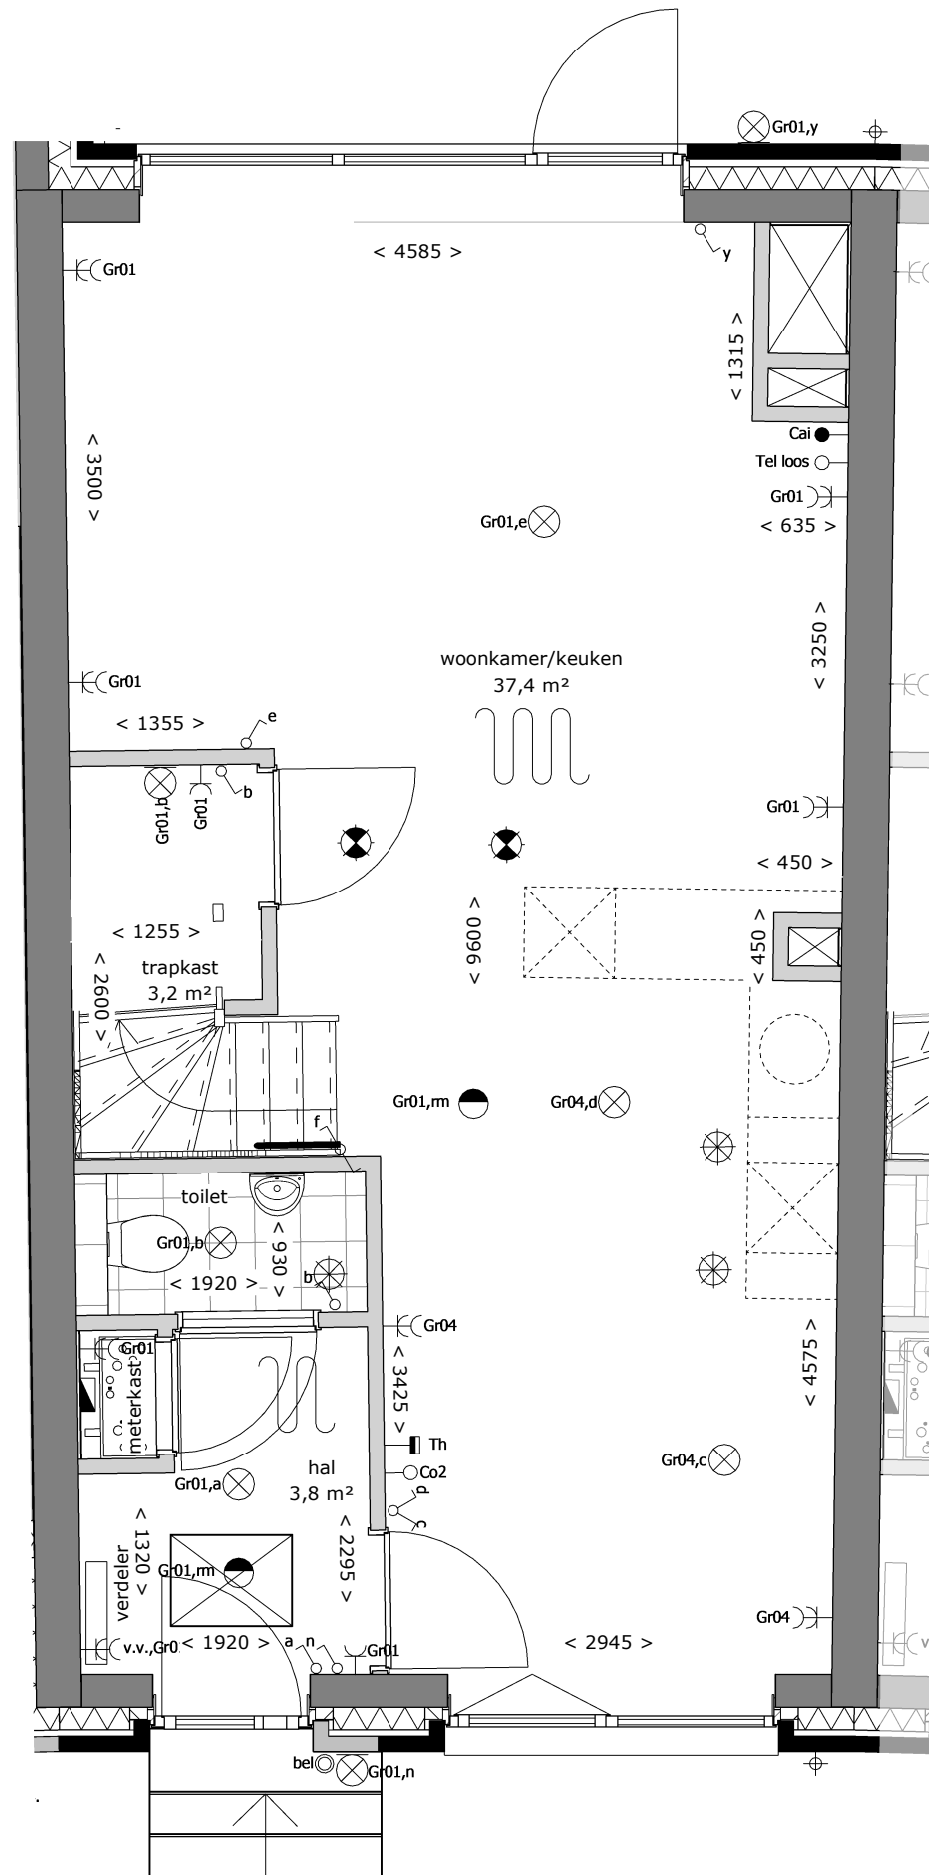 Gr01,y
< 4585 >
y
Gr01
< 1315 >
Cai
Tel loos
Gr01
< 635 >
< 3500 >
Gr01,e
< 3250 >
woonkamer/keuken
37,4 m²
Gr01
< 1355 >
e
b
Gr01,b
Gr01
Gr01
< 450 >
< 450 >
< 9600 >
< 1255 >
trapkast
3,2 m²
< 2600 >
Gr01,rm
Gr04,d
f
toilet
Gr01,b
< 930 >
< 1920 >
b
Gr04
Gr01
meterkast
< 3425 >
< 4575 >
Th
Co2
d
c
Gr04,c
hal
3,8 m²
Gr01,a
< 1320 >
< 2295 >
verdeler
Gr01,rm
Gr04
v.v.,Gr0
< 1920 >
a
n
Gr01
< 2945 >
v
bel
Gr01,n